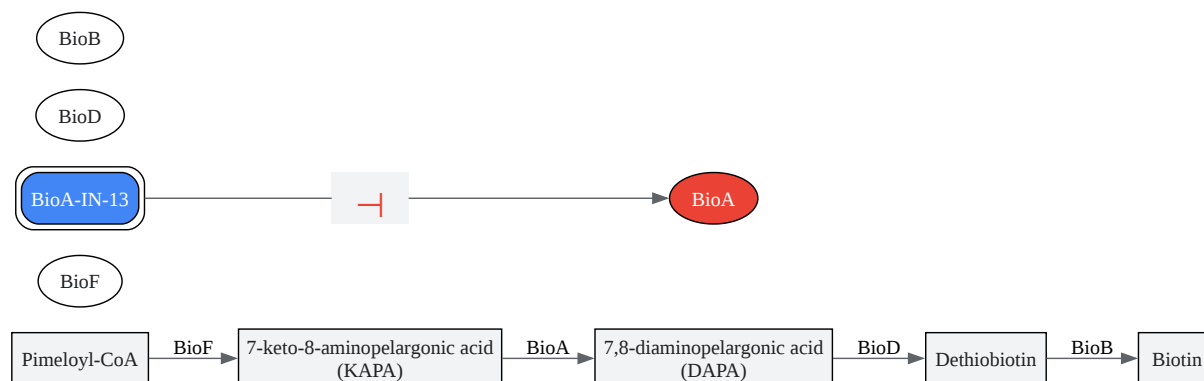 BioB
BioD
BioA-IN-13
⊣
BioA
BioF
Pimeloyl-CoA
BioF
7-keto-8-aminopelargonic acid
(KAPA)
BioA
7,8-diaminopelargonic acid
(DAPA)
BioD
Dethiobiotin
BioB
Biotin